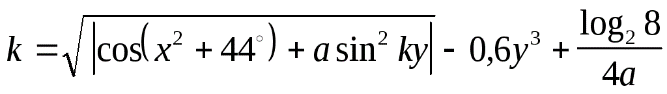 k = √|cos(x² + 44°) + a sin² ky| - 0,6y³ + log₂ 8 / 4a